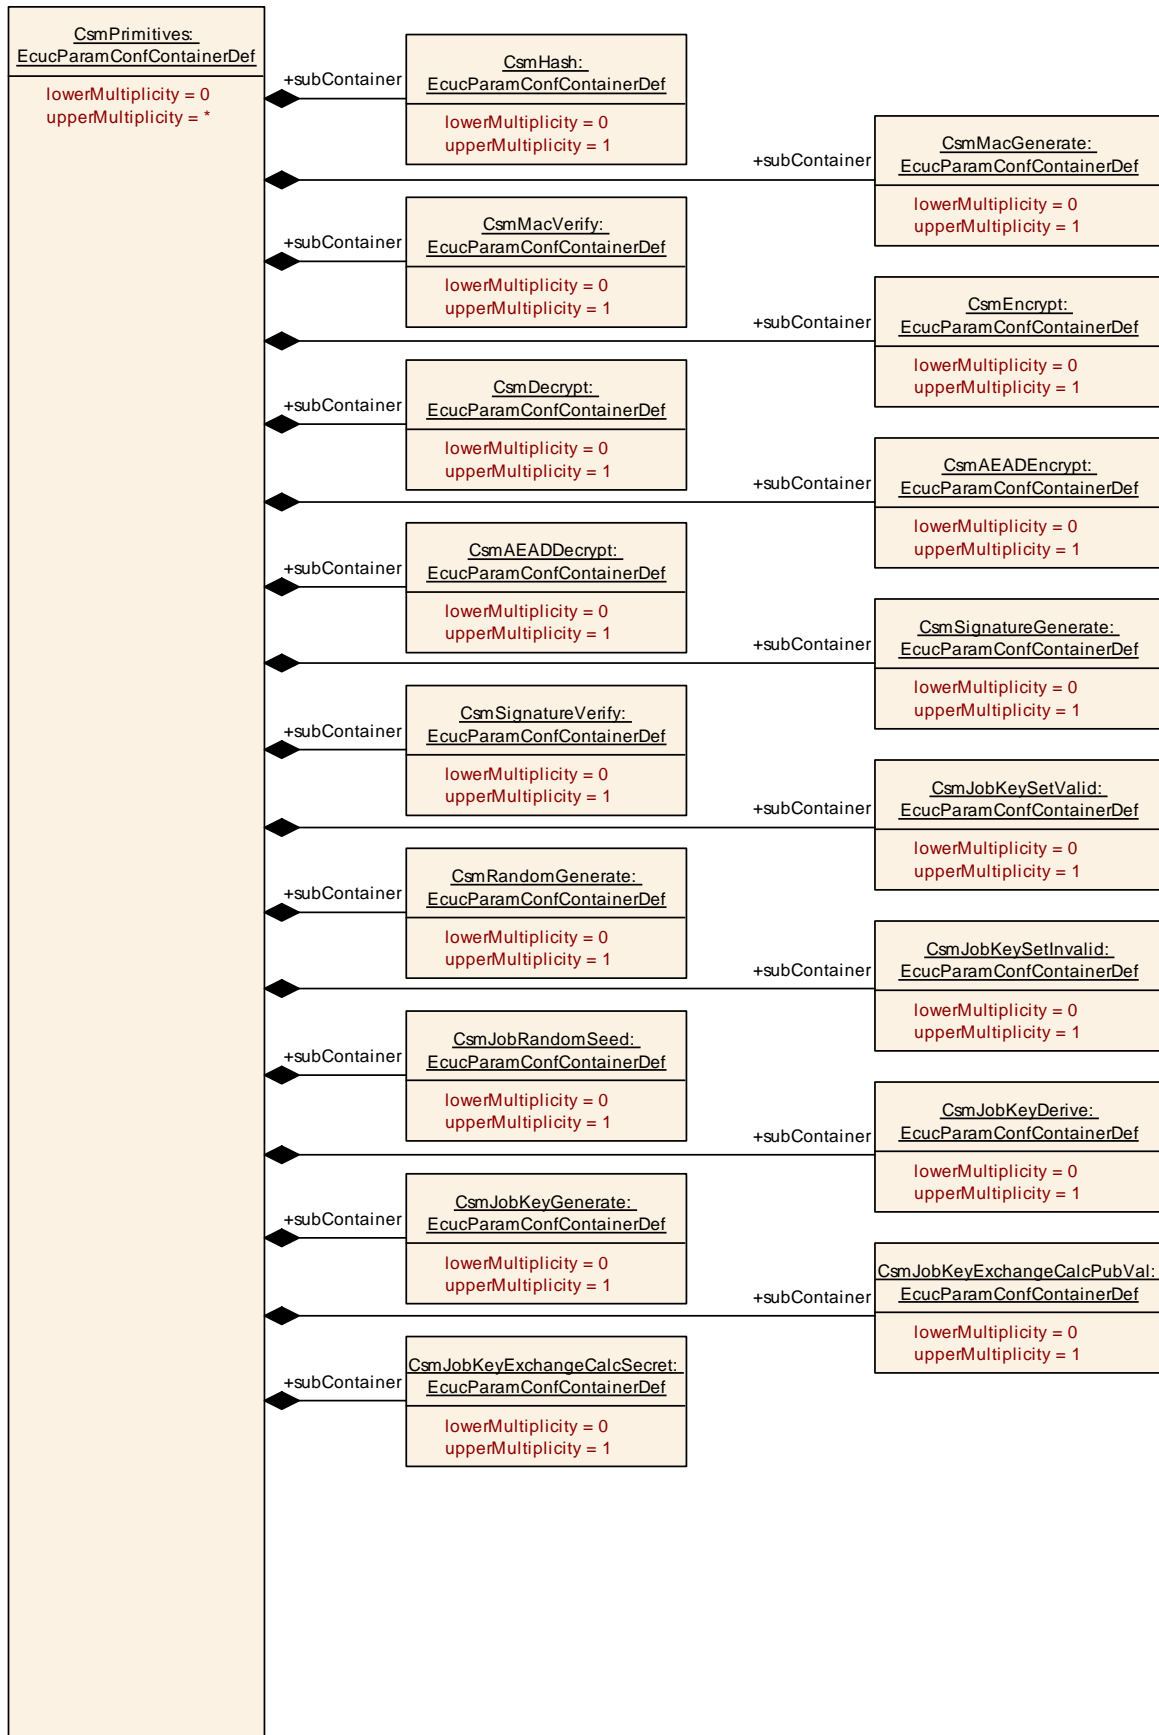 CsmPrimitives:
EcucParamConfContainerDef
lowerMultiplicity = 0
upperMultiplicity = *
+subContainer
CsmHash:
EcucParamConfContainerDef
lowerMultiplicity = 0
upperMultiplicity = 1
+subContainer
CsmMacGenerate:
EcucParamConfContainerDef
lowerMultiplicity = 0
upperMultiplicity = 1
+subContainer
CsmMacVerify:
EcucParamConfContainerDef
lowerMultiplicity = 0
upperMultiplicity = 1
+subContainer
CsmEncrypt:
EcucParamConfContainerDef
lowerMultiplicity = 0
upperMultiplicity = 1
+subContainer
CsmDecrypt:
EcucParamConfContainerDef
lowerMultiplicity = 0
upperMultiplicity = 1
+subContainer
CsmAEADEncrypt:
EcucParamConfContainerDef
lowerMultiplicity = 0
upperMultiplicity = 1
+subContainer
CsmAEADDecrypt:
EcucParamConfContainerDef
lowerMultiplicity = 0
upperMultiplicity = 1
+subContainer
CsmSignatureGenerate:
EcucParamConfContainerDef
lowerMultiplicity = 0
upperMultiplicity = 1
+subContainer
CsmSignatureVerify:
EcucParamConfContainerDef
lowerMultiplicity = 0
upperMultiplicity = 1
+subContainer
CsmJobKeySetValid:
EcucParamConfContainerDef
lowerMultiplicity = 0
upperMultiplicity = 1
+subContainer
CsmRandomGenerate:
EcucParamConfContainerDef
lowerMultiplicity = 0
upperMultiplicity = 1
+subContainer
CsmJobKeySetInvalid:
EcucParamConfContainerDef
lowerMultiplicity = 0
upperMultiplicity = 1
+subContainer
CsmJobRandomSeed:
EcucParamConfContainerDef
lowerMultiplicity = 0
upperMultiplicity = 1
+subContainer
CsmJobKeyDerive:
EcucParamConfContainerDef
lowerMultiplicity = 0
upperMultiplicity = 1
+subContainer
CsmJobKeyGenerate:
EcucParamConfContainerDef
lowerMultiplicity = 0
upperMultiplicity = 1
+subContainer
CsmJobKeyExchangeCalcPubVal:
EcucParamConfContainerDef
lowerMultiplicity = 0
upperMultiplicity = 1
+subContainer
CsmJobKeyExchangeCalcSecret:
EcucParamConfContainerDef
lowerMultiplicity = 0
upperMultiplicity = 1